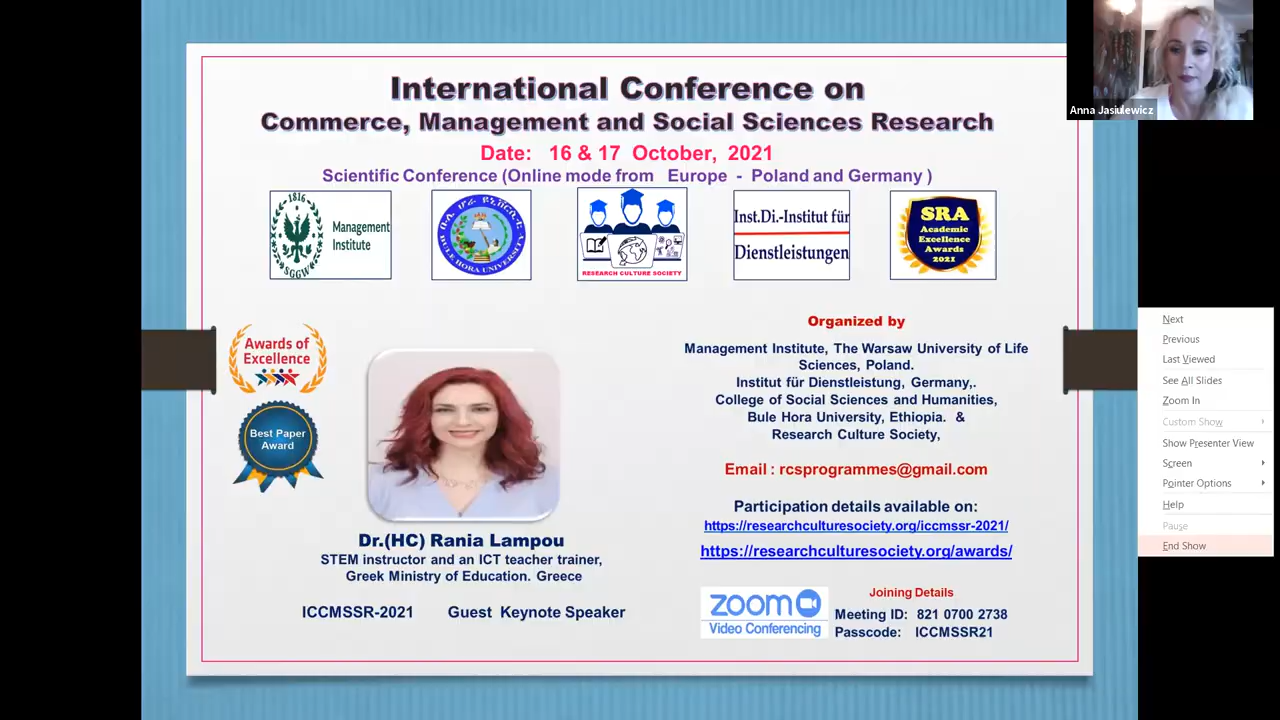 International Conference on
Commerce, Management and Social Sciences Research
Date: 16 & 17 October, 2021
Scientific Conference (Online mode from Europe - Poland and Germany )
1816
SGGW
Management
Institute
BULE HORA UNIVERSITY
RESEARCH CULTURE SOCIETY
Inst.Di.-Institut für
Dienstleistungen
SRA
Academic
Excellence
Awards
2021
Awards of
Excellence
Best Paper
Award
Dr.(HC) Rania Lampou
STEM instructor and an ICT teacher trainer,
Greek Ministry of Education. Greece
ICCMSSR-2021 Guest Keynote Speaker
Organized by
Management Institute, The Warsaw University of Life
Sciences, Poland.
Institut für Dienstleistung, Germany,.
College of Social Sciences and Humanities,
Bule Hora University, Ethiopia. &
Research Culture Society,
Email : rcsprogrammes@gmail.com
Participation details available on:
https://researchculturesociety.org/iccmssr-2021/
https://researchculturesociety.org/awards/
zoom
Video Conferencing
Joining Details
Meeting ID: 821 0700 2738
Passcode: ICCMSSR21
Anna Jasiulewicz
Next
Previous
Last Viewed
See All Slides
Zoom In
Custom Show
Show Presenter View
Screen
Pointer Options
Help
Pause
End Show